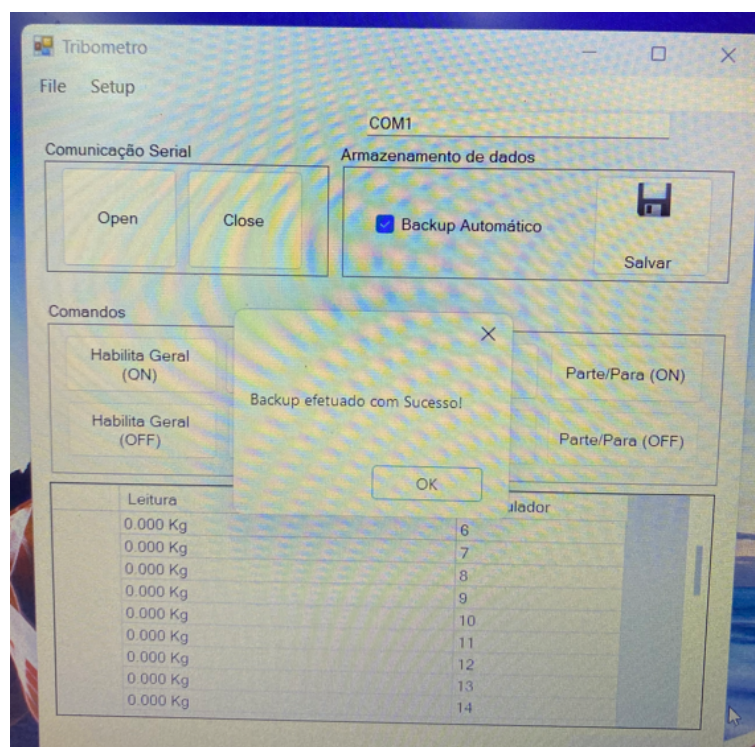 Tribometro
File Setup
COM1
Comunicação Serial
Armazenamento de dados
Open
Close
Backup Automático
Salvar
Comandos
Habilita Geral
(ON)
Parte/Para (ON)
Habilita Geral
(OFF)
Parte/Para (OFF)
Backup efetuado com Sucesso!
OK
Leitura
ulador
0.000 Kg 6
0.000 Kg 7
0.000 Kg 8
0.000 Kg 9
0.000 Kg 10
0.000 Kg 11
0.000 Kg 12
0.000 Kg 13
0.000 Kg 14